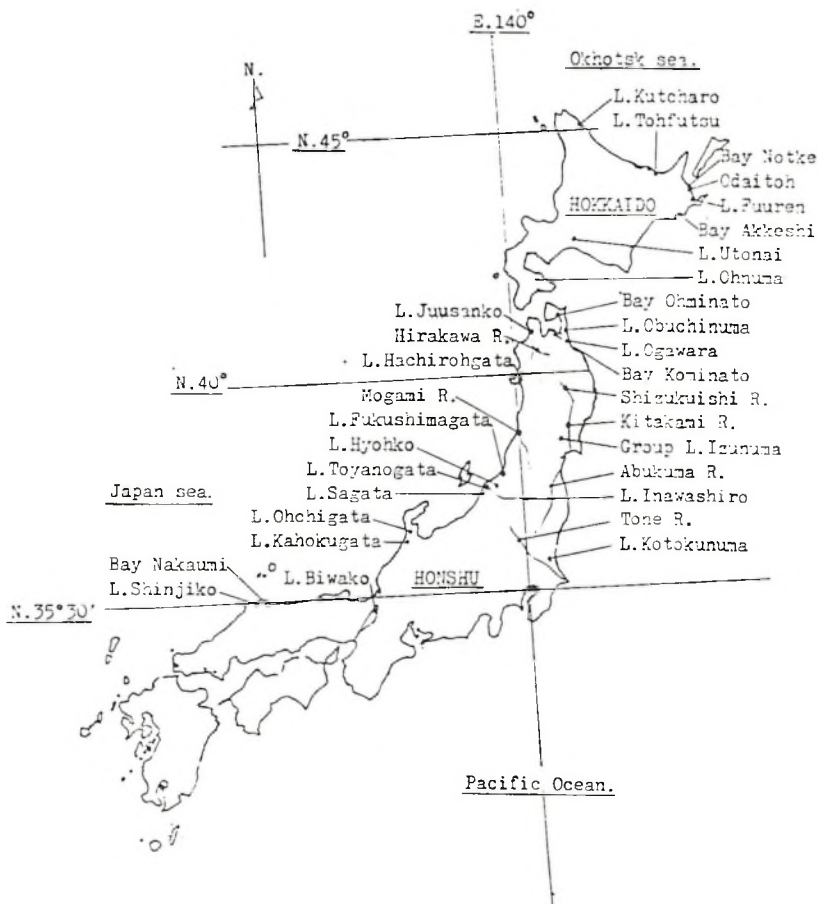 E.140°
Okhotsk sea.
N.
L.Kutcharo
L.Tohfutsu
N.45°
Bay Notke
Odaitoh
HOKKAIDO
L.Fuuren
Bay Akkeshi
L.Utonai
L.Ohnuma
L.Juusanko
Bay Ohminato
Hirakawa R.
L.Obuchinuma
L.Hachirohgata
L.Ogawara
N.40°
Bay Kominato
Mogami R.
Shizukuishi R.
L.Fukushimagata
Kitakami R.
L.Hyohko
Group L.Izunuma
L.Toyanogata
Abukuma R.
Japan sea.
L.Sagata
L.Inawashiro
L.Ohchigata
Tone R.
L.Kahokugata
L.Kotokunuma
Bay Nakaumi
L.Biwako
HONSHU
L.Shinjiko
N.35°30'
Pacific Ocean.